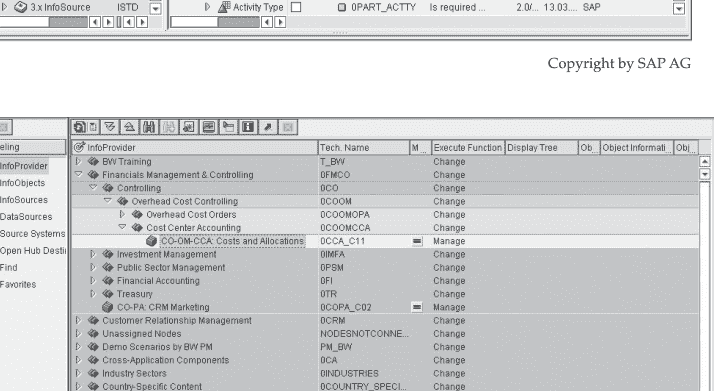 3.x InfoSource ISTD Activity Type 0PART_ACTTY Is required ... 2.0/... 13.03.... SAP
Copyright by SAP AG
eling InfoProvider Tech. Name M... Execute Function Display Tree Ob... Object Informati... Obj...
BW Training T_BW Change
InfoProvider Financials Management & Controlling 0FMCO Change
InfoObjects Controlling 0CO Change
InfoSources Overhead Cost Controlling 0COOM Change
DataSources Overhead Cost Orders 0COOMOPA Change
Source Systems Cost Center Accounting 0COOMCCA Change
Open Hub Desti CO-OM-CCA: Costs and Allocations 0CCA_C11 Manage
Find Investment Management 0IMFA Change
Public Sector Management 0PSM Change
Favorites Financial Accounting 0FI Change
Treasury 0TR Change
CO-PA: CRM Marketing 0COPA_C02 Manage
Customer Relationship Management 0CRM Change
Unassigned Nodes NODESNOTCONNE... Change
Demo Scenarios by BW PM PM_BW Change
Cross-Application Components 0CA Change
Industry Sectors 0INDUSTRIES Change
Country-Specific Content 0COUNTRY_SPECI... Change